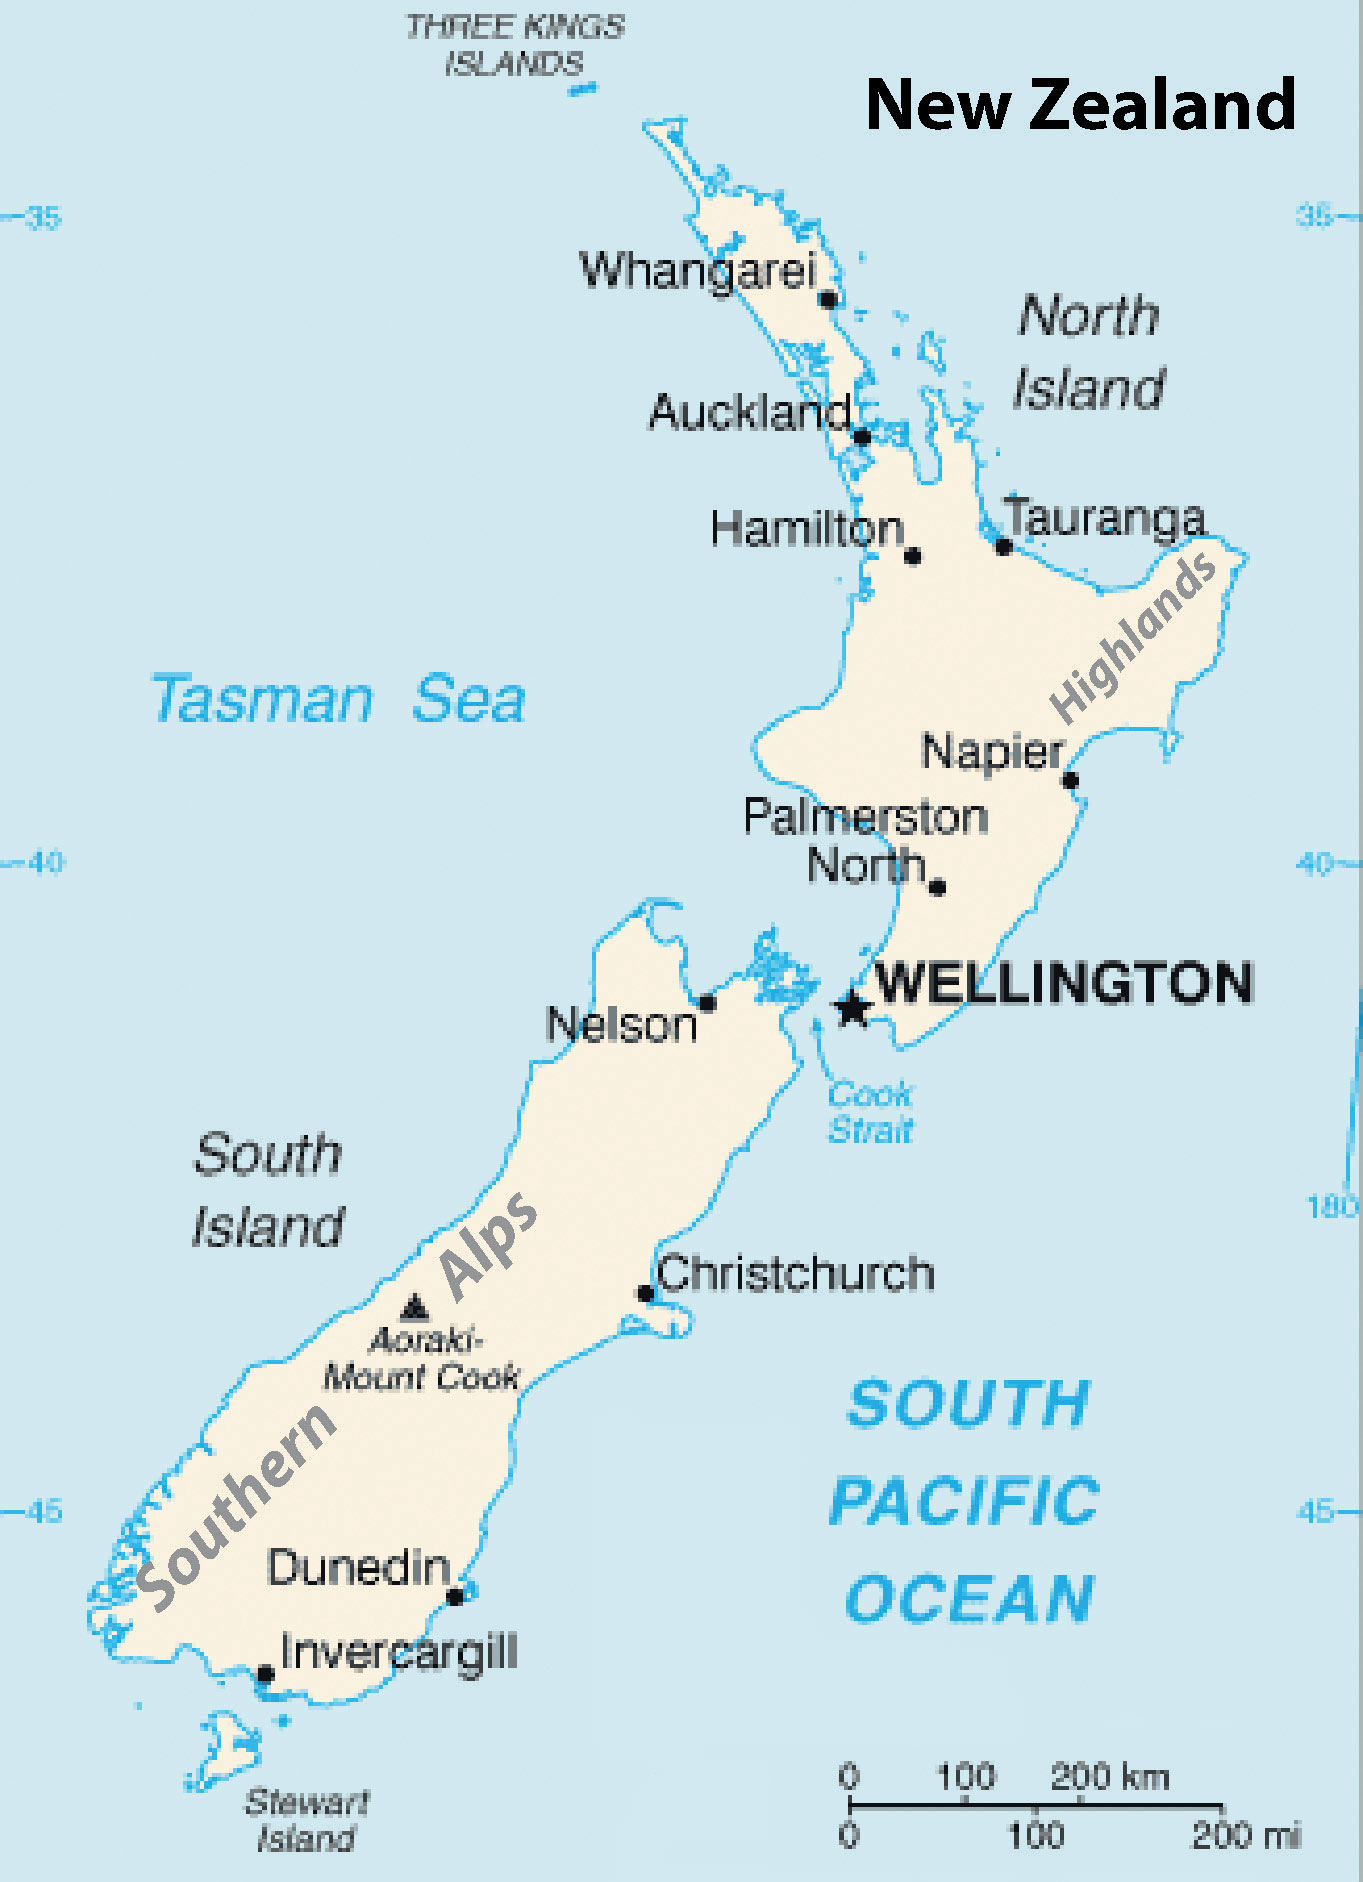 THREE KINGS
ISLANDS
New Zealand
35
35
Whangarei
North
Island
Auckland
Hamilton
Tauranga
Highlands
Tasman Sea
Napier
Palmerston
North
40
40
WELLINGTON
Nelson
Cook
Strait
South
Island
180
Alps
Christchurch
Aoraki-
Mount Cook
SOUTH
PACIFIC
OCEAN
Southern
45
45
Dunedin
Invercargill
Stewart
Island
0 100 200 km
0 100 200 mi